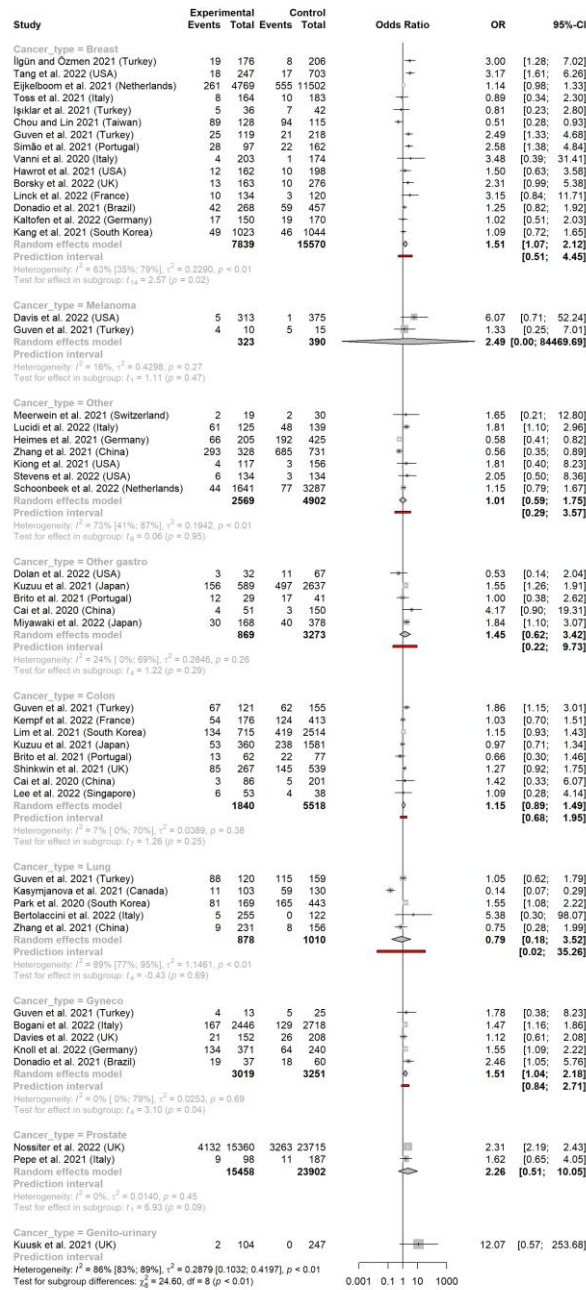 Experimental Control
Study Events Total Events Total Odds Ratio OR 95%-CI
Cancer_type = Breast
İlgün and Özmen 2021 (Turkey) 19 176 8 206 3.00 [1.28; 7.02]
Tang et al. 2022 (USA) 18 247 17 703 3.17 [1.61; 6.26]
Eijkelboom et al. 2021 (Netherlands) 261 4769 555 11502 1.14 [0.98; 1.33]
Toss et al. 2021 (Italy) 8 164 10 183 0.89 [0.34; 2.30]
Işıklar et al. 2021 (Turkey) 5 36 7 42 0.81 [0.23; 2.80]
Chou and Lin 2021 (Taiwan) 89 128 94 115 0.51 [0.28; 0.93]
Guven et al. 2021 (Turkey) 25 119 21 218 2.49 [1.33; 4.68]
Simão et al. 2021 (Portugal) 28 97 22 162 2.58 [1.38; 4.84]
Vanni et al. 2020 (Italy) 4 203 1 174 3.48 [0.39; 31.41]
Hawrot et al. 2021 (USA) 12 162 10 198 1.50 [0.63; 3.58]
Borsky et al. 2022 (UK) 13 163 10 276 2.31 [0.99; 5.38]
Linck et al. 2022 (France) 10 134 3 120 3.15 [0.84; 11.71]
Donadio et al. 2021 (Brazil) 42 268 59 457 1.25 [0.82; 1.92]
Kaltofen et al. 2022 (Germany) 17 150 19 170 1.02 [0.51; 2.03]
Kang et al. 2021 (South Korea) 49 1023 46 1044 1.09 [0.72; 1.65]
Random effects model 7839 15570 1.51 [1.07; 2.12]
Prediction interval [0.51; 4.45]
Heterogeneity: I² = 63% [35%; 79%], τ² = 0.2290, p < 0.01
Test for effect in subgroup: t₁₄ = 2.57 (p = 0.02)
Cancer_type = Melanoma
Davis et al. 2022 (USA) 5 313 1 375 6.07 [0.71; 52.24]
Guven et al. 2021 (Turkey) 4 10 5 15 1.33 [0.25; 7.01]
Random effects model 323 390 2.49 [0.00; 84469.69]
Prediction interval
Heterogeneity: I² = 16%, τ² = 0.4298, p = 0.27
Test for effect in subgroup: t₁ = 1.11 (p = 0.47)
Cancer_type = Other
Meerwein et al. 2021 (Switzerland) 2 19 2 30 1.65 [0.21; 12.80]
Lucidi et al. 2022 (Italy) 61 125 48 139 1.81 [1.10; 2.96]
Heimes et al. 2021 (Germany) 66 205 192 425 0.58 [0.41; 0.82]
Zhang et al. 2021 (China) 293 328 685 731 0.56 [0.35; 0.89]
Kiong et al. 2021 (USA) 4 117 3 156 1.81 [0.40; 8.23]
Stevens et al. 2022 (USA) 6 134 3 134 2.05 [0.50; 8.36]
Schoonbeek et al. 2022 (Netherlands) 44 1641 77 3287 1.15 [0.79; 1.67]
Random effects model 2569 4902 1.01 [0.59; 1.75]
Prediction interval [0.29; 3.57]
Heterogeneity: I² = 73% [41%; 87%], τ² = 0.1942, p < 0.01
Test for effect in subgroup: t₆ = 0.06 (p = 0.95)
Cancer_type = Other gastro
Dolan et al. 2022 (USA) 3 32 11 67 0.53 [0.14; 2.04]
Kuzuu et al. 2021 (Japan) 156 589 497 2637 1.55 [1.26; 1.91]
Brito et al. 2021 (Portugal) 12 29 17 41 1.00 [0.38; 2.62]
Cai et al. 2020 (China) 4 51 3 150 4.17 [0.90; 19.31]
Miyawaki et al. 2022 (Japan) 30 168 40 378 1.84 [1.10; 3.07]
Random effects model 869 3273 1.45 [0.62; 3.42]
Prediction interval [0.22; 9.73]
Heterogeneity: I² = 24% [ 0%; 69%], τ² = 0.2846, p = 0.26
Test for effect in subgroup: t₄ = 1.22 (p = 0.29)
Cancer_type = Colon
Guven et al. 2021 (Turkey) 67 121 62 155 1.86 [1.15; 3.01]
Kempf et al. 2022 (France) 54 176 124 413 1.03 [0.70; 1.51]
Lim et al. 2021 (South Korea) 134 715 419 2514 1.15 [0.93; 1.43]
Kuzuu et al. 2021 (Japan) 53 360 238 1581 0.97 [0.71; 1.34]
Brito et al. 2021 (Portugal) 13 62 22 77 0.66 [0.30; 1.46]
Shinkwin et al. 2021 (UK) 85 267 145 539 1.27 [0.92; 1.75]
Cai et al. 2020 (China) 3 86 5 201 1.42 [0.33; 6.07]
Lee et al. 2022 (Singapore) 6 53 4 38 1.09 [0.28; 4.14]
Random effects model 1840 5518 1.15 [0.89; 1.49]
Prediction interval [0.68; 1.95]
Heterogeneity: I² = 7% [ 0%; 70%], τ² = 0.0389, p = 0.38
Test for effect in subgroup: t₇ = 1.26 (p = 0.25)
Cancer_type = Lung
Guven et al. 2021 (Turkey) 88 120 115 159 1.05 [0.62; 1.79]
Kasymjanova et al. 2021 (Canada) 11 103 59 130 0.14 [0.07; 0.29]
Park et al. 2020 (South Korea) 81 169 165 443 1.55 [1.08; 2.22]
Bertolaccini et al. 2022 (Italy) 5 255 0 122 5.38 [0.30; 98.07]
Zhang et al. 2021 (China) 9 231 8 156 0.75 [0.28; 1.99]
Random effects model 878 1010 0.79 [0.18; 3.52]
Prediction interval [0.02; 35.26]
Heterogeneity: I² = 89% [77%; 95%], τ² = 1.1461, p < 0.01
Test for effect in subgroup: t₄ = -0.43 (p = 0.69)
Cancer_type = Gyneco
Guven et al. 2021 (Turkey) 4 13 5 25 1.78 [0.38; 8.23]
Bogani et al. 2022 (Italy) 167 2446 129 2718 1.47 [1.16; 1.86]
Davies et al. 2022 (UK) 21 152 26 208 1.12 [0.61; 2.08]
Knoll et al. 2022 (Germany) 134 371 64 240 1.55 [1.09; 2.22]
Donadio et al. 2021 (Brazil) 19 37 18 60 2.46 [1.05; 5.76]
Random effects model 3019 3251 1.51 [1.04; 2.18]
Prediction interval [0.84; 2.71]
Heterogeneity: I² = 0% [ 0%; 79%], τ² = 0.0253, p = 0.69
Test for effect in subgroup: t₄ = 3.10 (p = 0.04)
Cancer_type = Prostate
Nossiter et al. 2022 (UK) 4132 15360 3263 23715 2.31 [2.19; 2.43]
Pepe et al. 2021 (Italy) 9 98 11 187 1.62 [0.65; 4.05]
Random effects model 15458 23902 2.26 [0.51; 10.05]
Heterogeneity: I² = 0%, τ² = 0.0140, p = 0.45
Test for effect in subgroup: t₁ = 6.93 (p = 0.09)
Cancer_type = Genito-urinary
Kuusk et al. 2021 (UK) 2 104 0 247 12.07 [0.57; 253.68]
Prediction interval
Heterogeneity: I² = 86% [83%; 89%], τ² = 0.2879 [0.1032; 0.4197], p < 0.01
Test for subgroup differences: χ²₈ = 24.60, df = 8 (p < 0.01)
0.001 0.1 1 10 1000